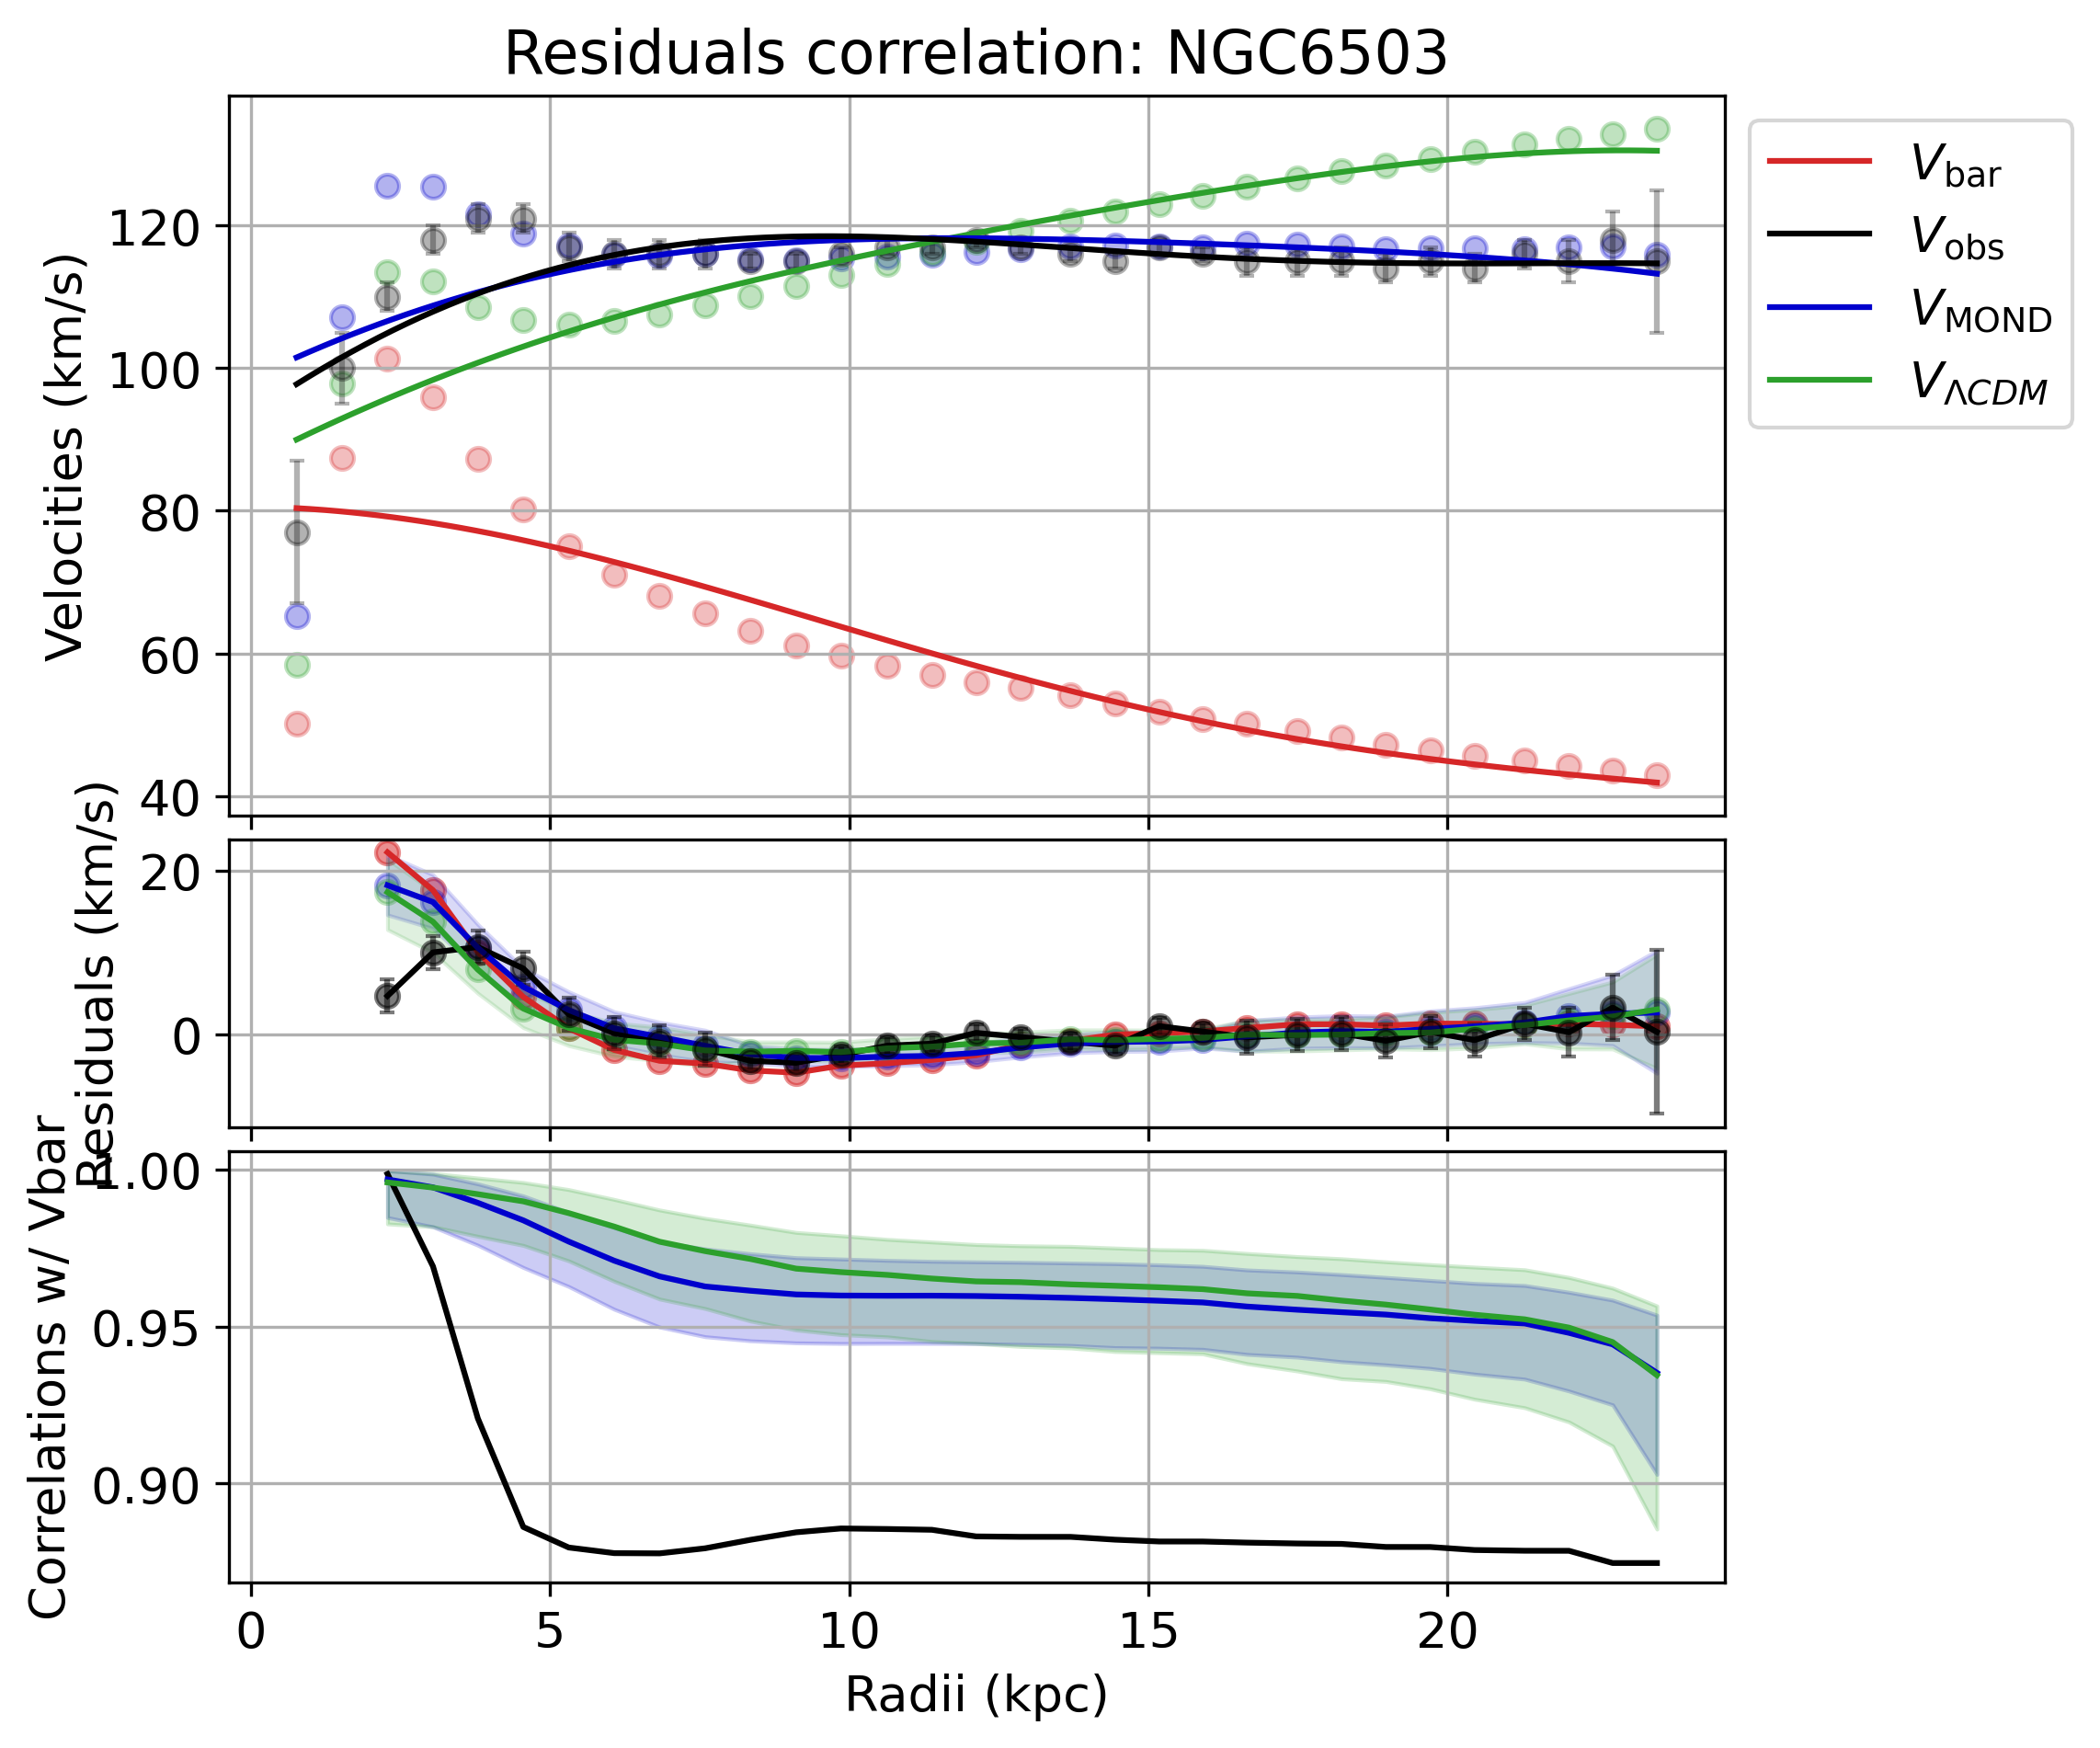 Residuals correlation: NGC6503
Velocities (km/s)
120
100
80
60
40
V_bar
V_obs
V_MOND
V_ΛCDM
Residuals (km/s)
20
0
Correlations w/ Vbar
1.00
0.95
0.90
0 5 10 15 20
Radii (kpc)